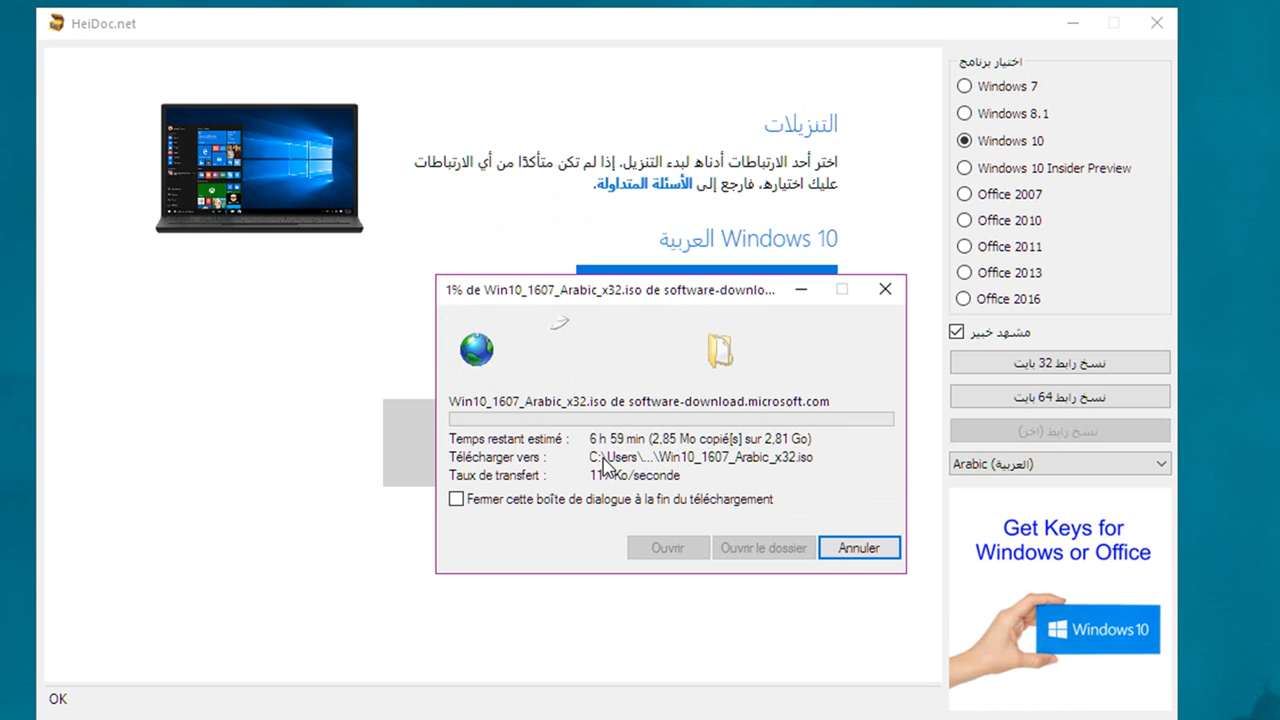 HeiDoc.net
التنزيلات
اختر أحد الارتباطات أدناه لبدء التنزيل. إذا لم تكن متأكدًا من أي الارتباطات
عليك اختياره، فارجع إلى الأسئلة المتداولة.
Windows 10 العربية
1% de Win10_1607_Arabic_x32.iso de software-downlo...
Win10_1607_Arabic_x32.iso de software-download.microsoft.com
Temps restant estimé : 6 h 59 min (2,85 Mo copié[s] sur 2,81 Go)
Télécharger vers : C:\Users\...\Win10_1607_Arabic_x32.iso
Taux de transfert : Ko/seconde
Fermer cette boîte de dialogue à la fin du téléchargement
Ouvrir
Ouvrir le dossier
Annuler
اختيار برنامج
Windows 7
Windows 8.1
Windows 10
Windows 10 Insider Preview
Office 2007
Office 2010
Office 2011
Office 2013
Office 2016
مشهد خبير
نسخ رابط 32 بايت
نسخ رابط 64 بايت
نسخ رابط (اخر)
Arabic (العربية)
Get Keys for
Windows or Office
Windows10
OK